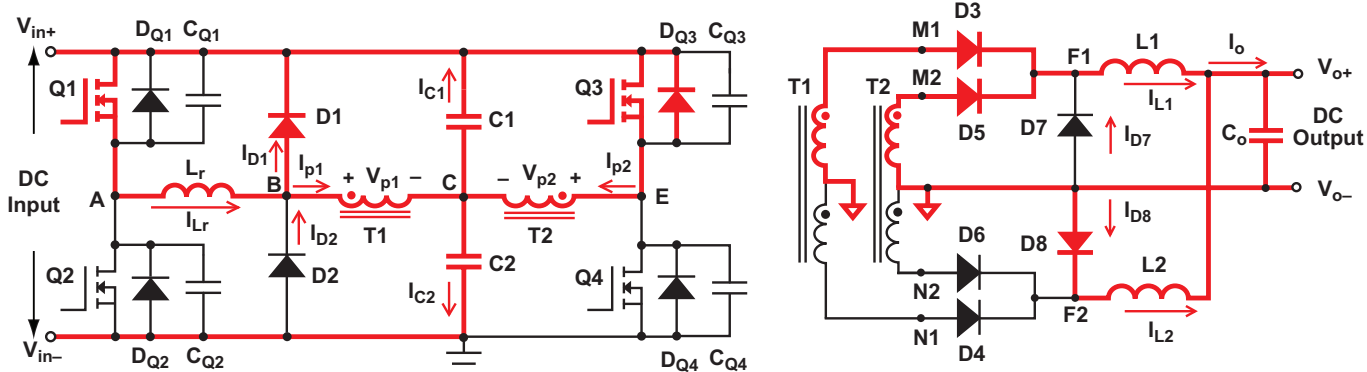 Vin+
DQ1 CQ1
DQ3 CQ3
Q1
Q3
IC1
D1
C1
ID1
DC
Input
A
Lr
B
Ip1
+ Vp1 –
C
– Vp2 +
Ip2
E
ILr
T1
T2
ID2
D2
C2
Q2
Q4
IC2
Vin–
DQ2 CQ2
DQ4 CQ4
M1 D3
F1 L1 Io
M2
Vo+
T1 T2
D5
IL1
D7
ID7
Co
DC
Output
Vo–
ID8
D8
D6
L2
N2
F2
N1
D4
IL2